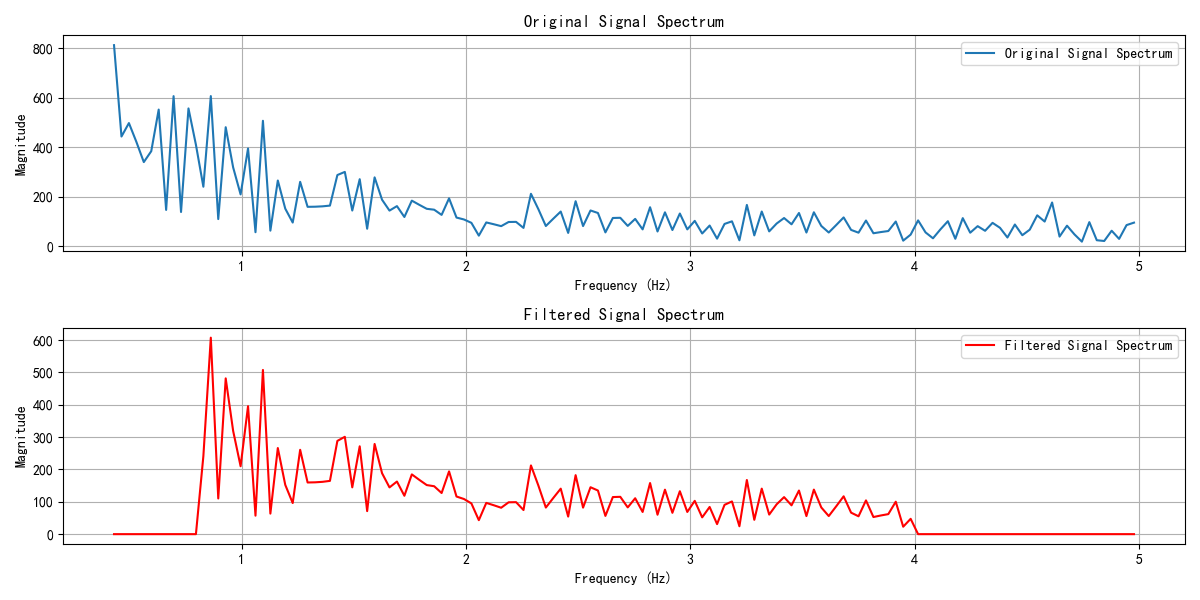 Original Signal Spectrum
800
600
400
200
0
Magnitude
Original Signal Spectrum
1
2
3
4
5
Frequency (Hz)
Filtered Signal Spectrum
600
500
400
300
200
100
0
Magnitude
Filtered Signal Spectrum
1
2
3
4
5
Frequency (Hz)